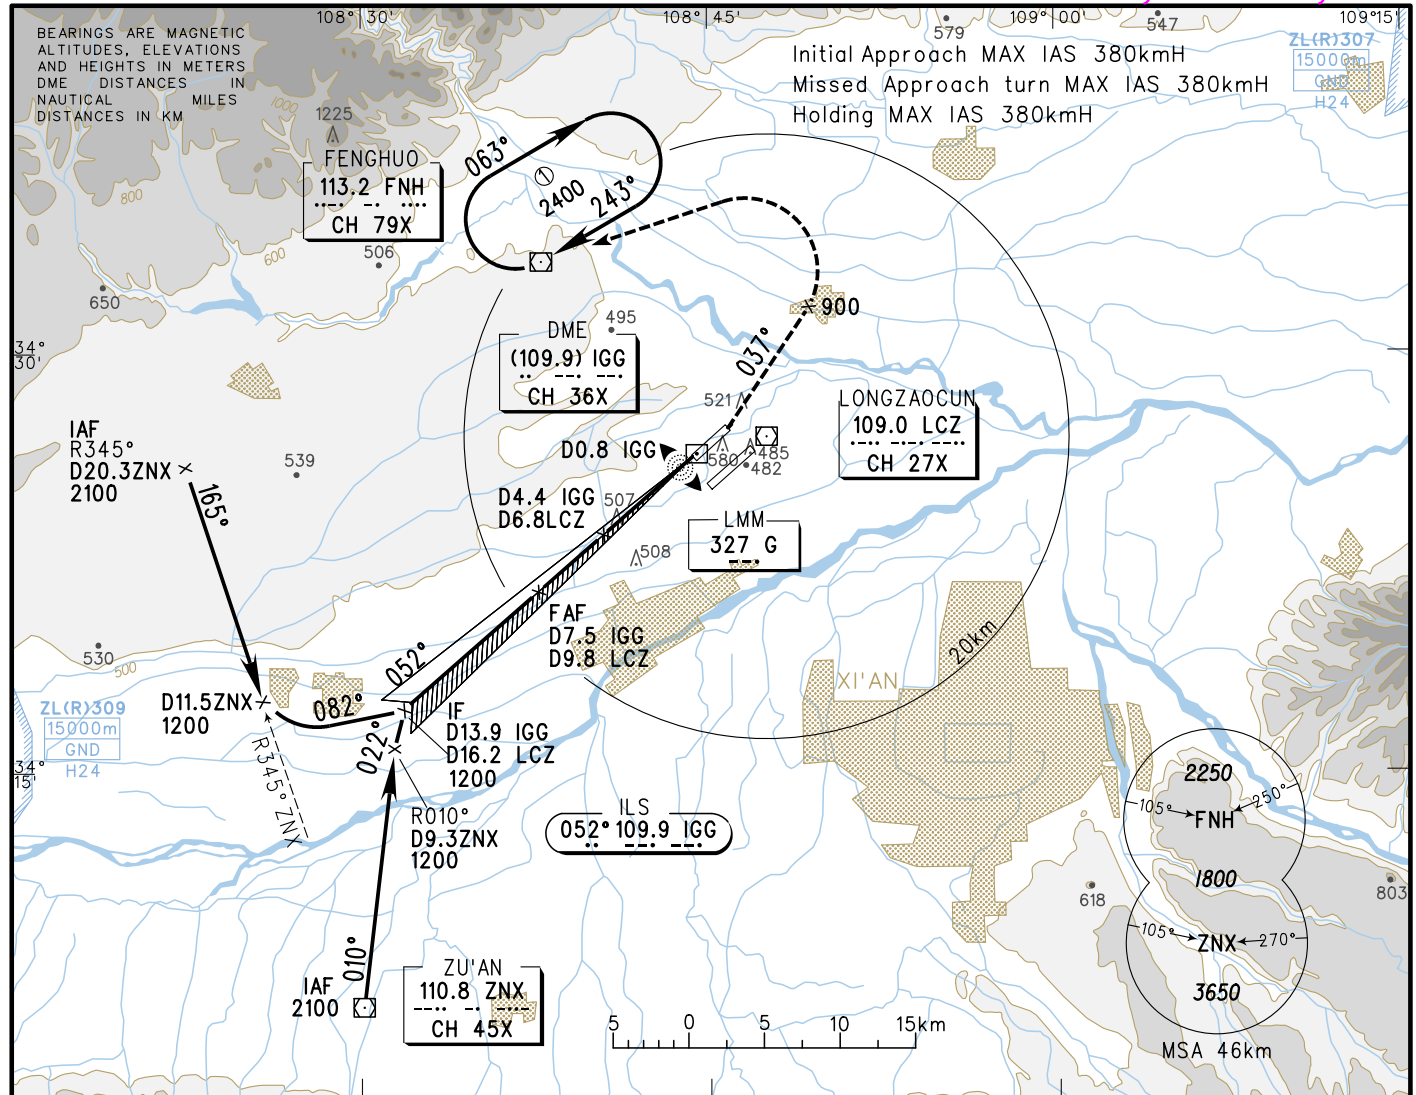 BEARINGS ARE MAGNETIC
ALTITUDES, ELEVATIONS
AND HEIGHTS IN METERS
DME DISTANCES IN
NAUTICAL MILES
DISTANCES IN KM
108° 30'
108° 45'
109° 00'
109° 15'
579
547
Initial Approach MAX IAS 380kmH
Missed Approach turn MAX IAS 380kmH
Holding MAX IAS 380kmH
ZL(R)307
15000m
GND
H24
1000
1225
800
600
FENGHUO
113.2 FNH
CH 79X
063°
1
2400
243°
506
650
495
900
037°
34°
30'
DME
(109.9) IGG
CH 36X
521
LONGZAOCUN
109.0 LCZ
CH 27X
IAF
R345°
D20.3ZNX
2100
165°
539
D0.8 IGG
580
485
482
D4.4 IGG
D6.8LCZ
507
508
LMM
327 G
FAF
D7.5 IGG
D9.8 LCZ
20km
530
500
052°
XI'AN
ZL(R)309
15000m
GND
H24
D11.5ZNX
1200
082°
022°
IF
D13.9 IGG
D16.2 LCZ
1200
R345° ZNX
34°
15'
R010°
D9.3ZNX
1200
ILS
052° 109.9 IGG
2250
105°
250°
FNH
1800
618
803
105°
ZNX
270°
3650
MSA 46km
010°
IAF
2100
ZU'AN
110.8 ZNX
CH 45X
5 0 5 10 15km